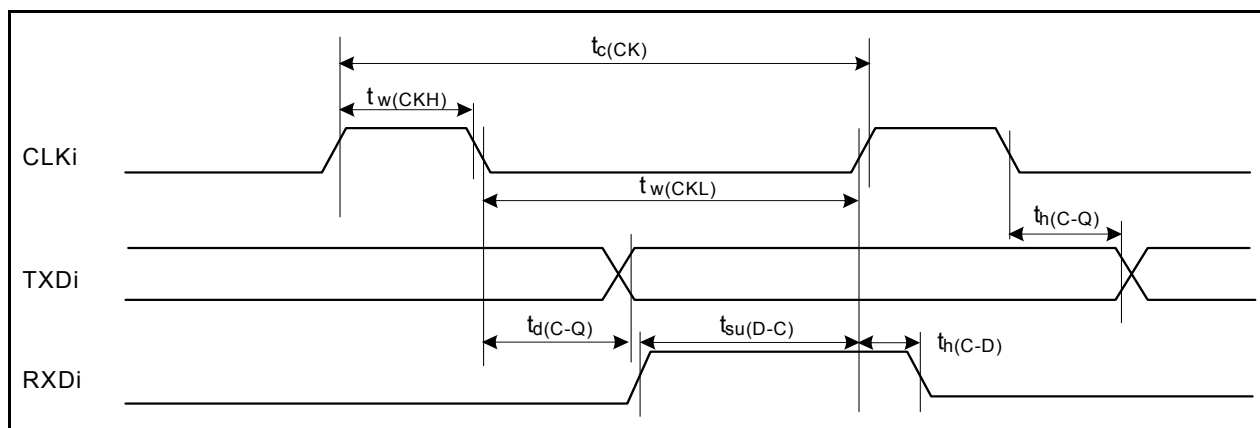 tc(CK)
tw(CKH)
CLKi
tw(CKL)
th(C-Q)
TXDi
td(C-Q)
tsu(D-C)
th(C-D)
RXDi